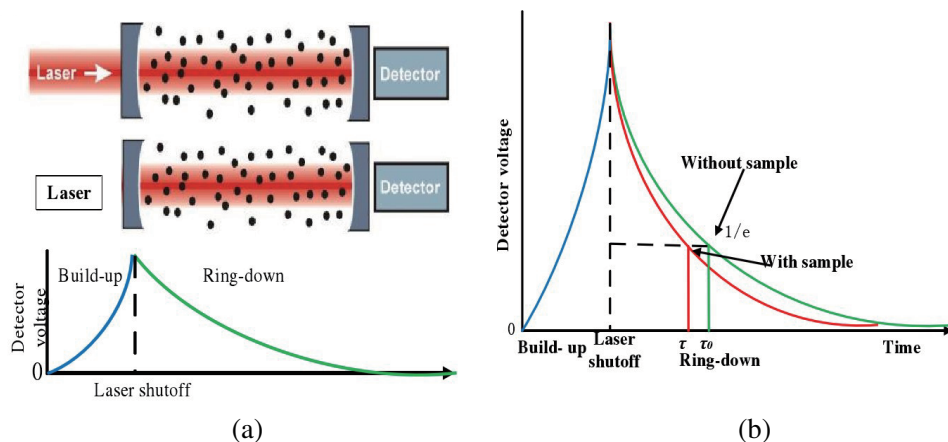 Laser
Detector
Laser
Detector
Build-up
Ring-down
Detector
voltage
0
Laser shutoff
(a)
Detector voltage
Without sample
1/e
With sample
0
Build- up
Laser
shutoff
τ
τ₀
Ring-down
Time
(b)